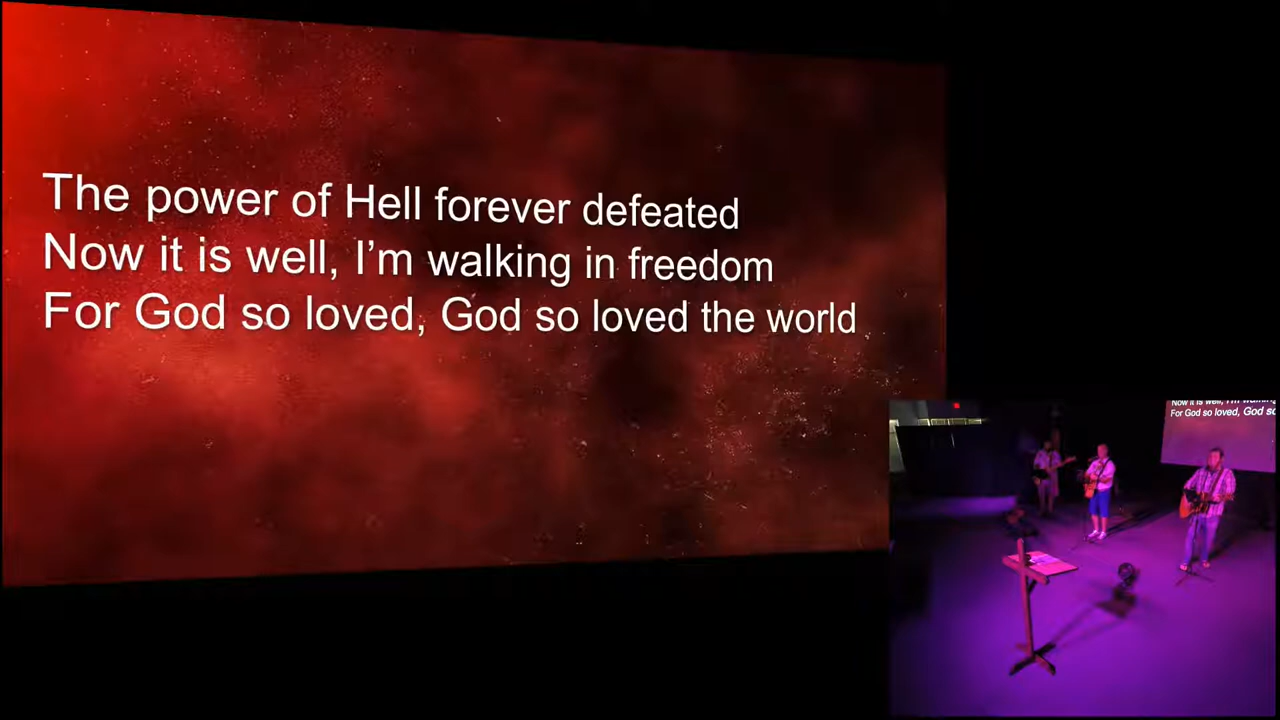 The power of Hell forever defeated
Now it is well, I’m walking in freedom
For God so loved, God so loved the world
Now it is well, I'm walking
For God so loved, God so